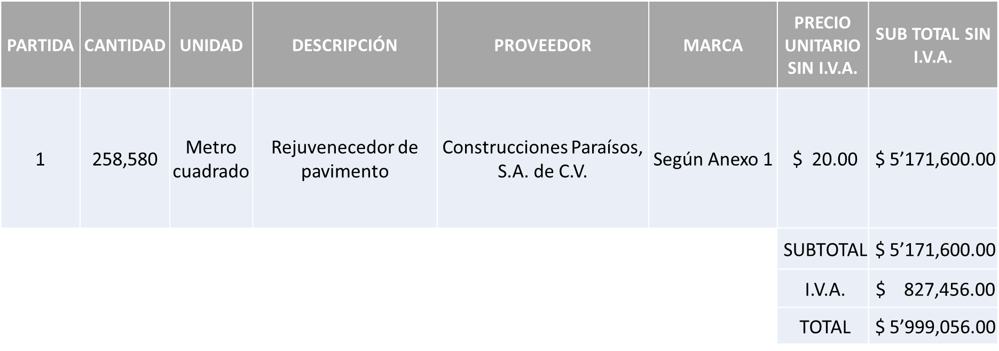 PARTIDA
CANTIDAD
UNIDAD
DESCRIPCIÓN
PROVEEDOR
MARCA
PRECIO
UNITARIO
SIN I.V.A.
SUB TOTAL SIN
I.V.A.
1
258,580
Metro
cuadrado
Rejuvenecedor de
pavimento
Construcciones Paraísos,
S.A. de C.V.
Según Anexo 1
$ 20.00
$ 5’171,600.00
SUBTOTAL
$ 5’171,600.00
I.V.A.
$ 827,456.00
TOTAL
$ 5’999,056.00